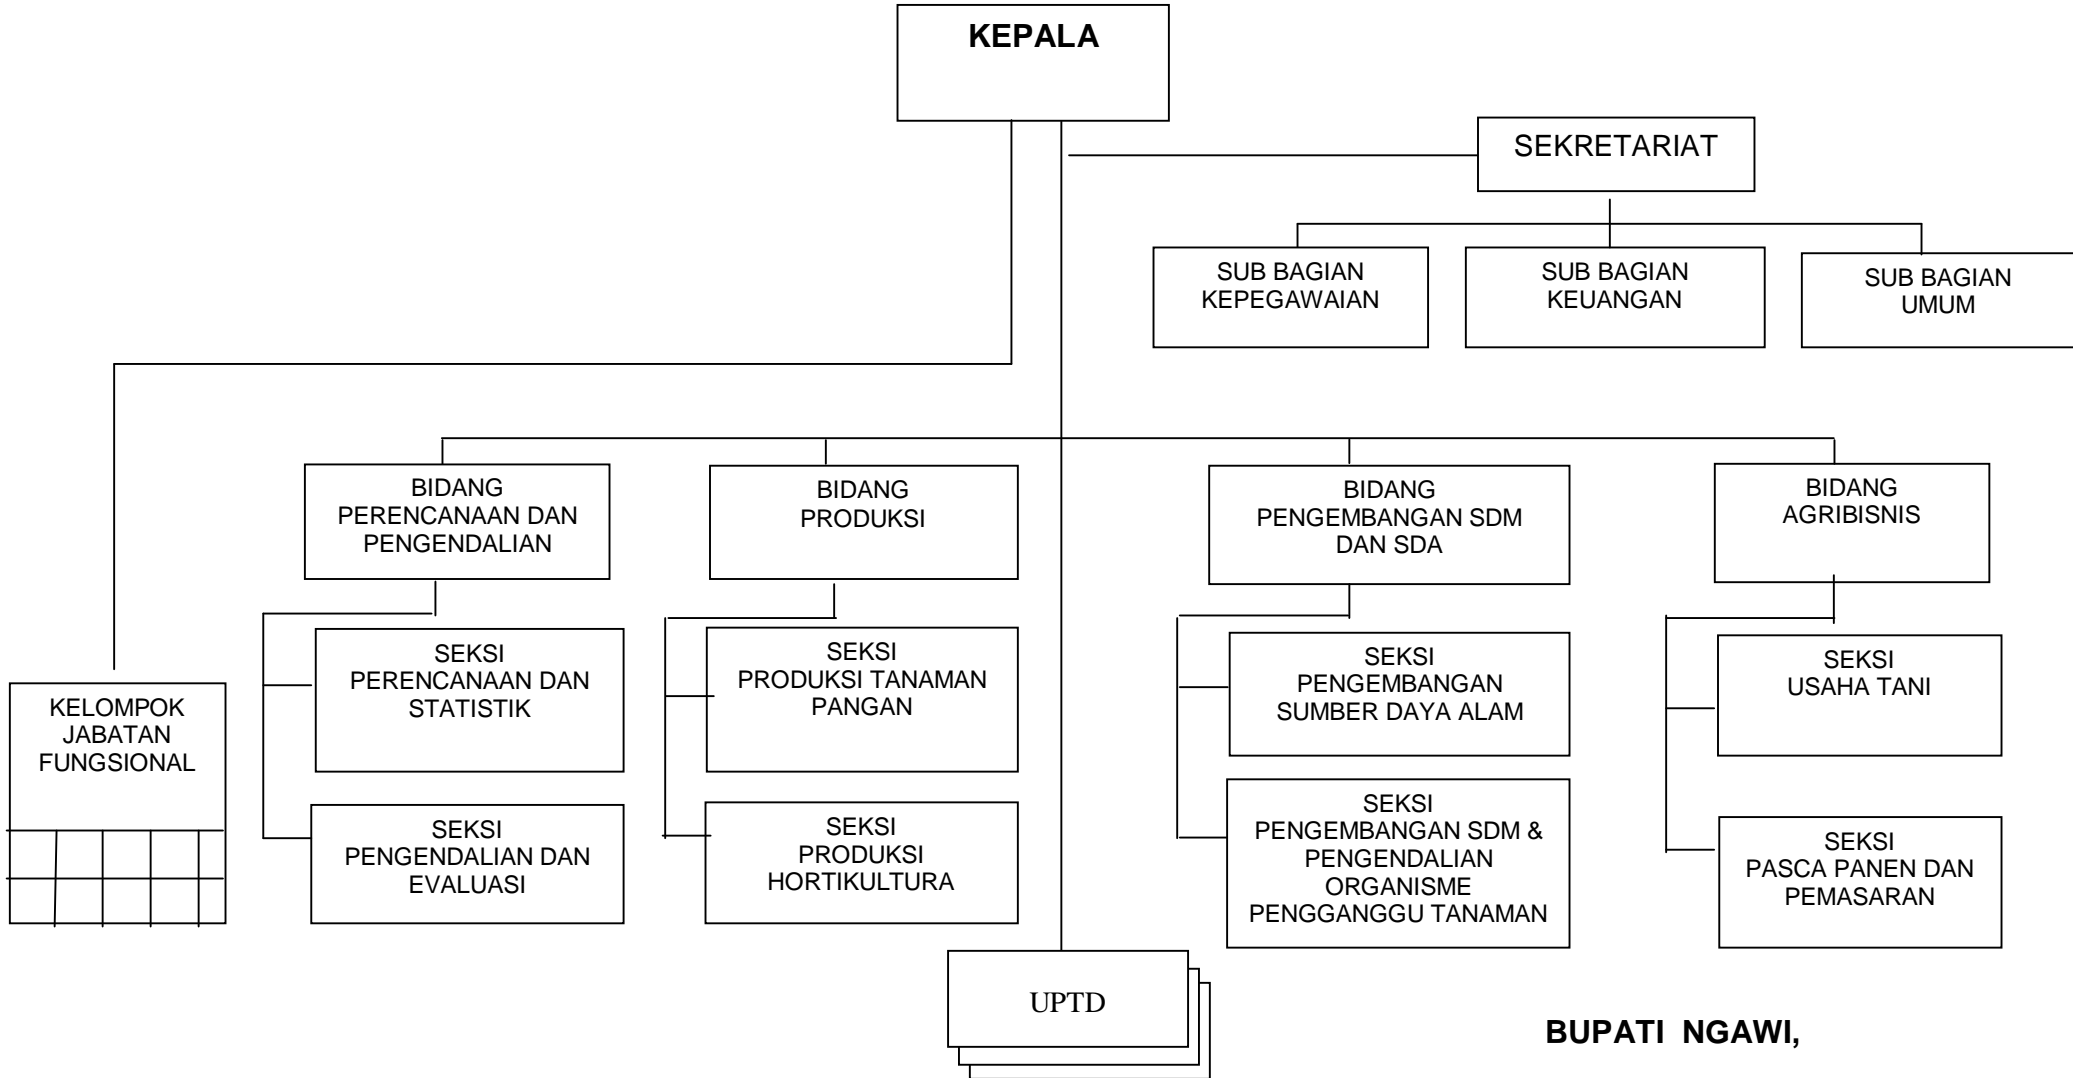 KEPALA
SEKRETARIAT
SUB BAGIAN
KEPEGAWAIAN
SUB BAGIAN
KEUANGAN
SUB BAGIAN
UMUM
BIDANG
PERENCANAAN DAN
PENGENDALIAN
BIDANG
PRODUKSI
BIDANG
PENGEMBANGAN SDM
DAN SDA
BIDANG
AGRIBISNIS
KELOMPOK
JABATAN
FUNGSIONAL
SEKSI
PERENCANAAN DAN
STATISTIK
SEKSI
PRODUKSI TANAMAN
PANGAN
SEKSI
PENGEMBANGAN
SUMBER DAYA ALAM
SEKSI
USAHA TANI
SEKSI
PENGENDALIAN DAN
EVALUASI
SEKSI
PRODUKSI
HORTIKULTURA
SEKSI
PENGEMBANGAN SDM &
PENGENDALIAN
ORGANISME
PENGGANGGU TANAMAN
SEKSI
PASCA PANEN DAN
PEMASARAN
UPTD
BUPATI NGAWI,